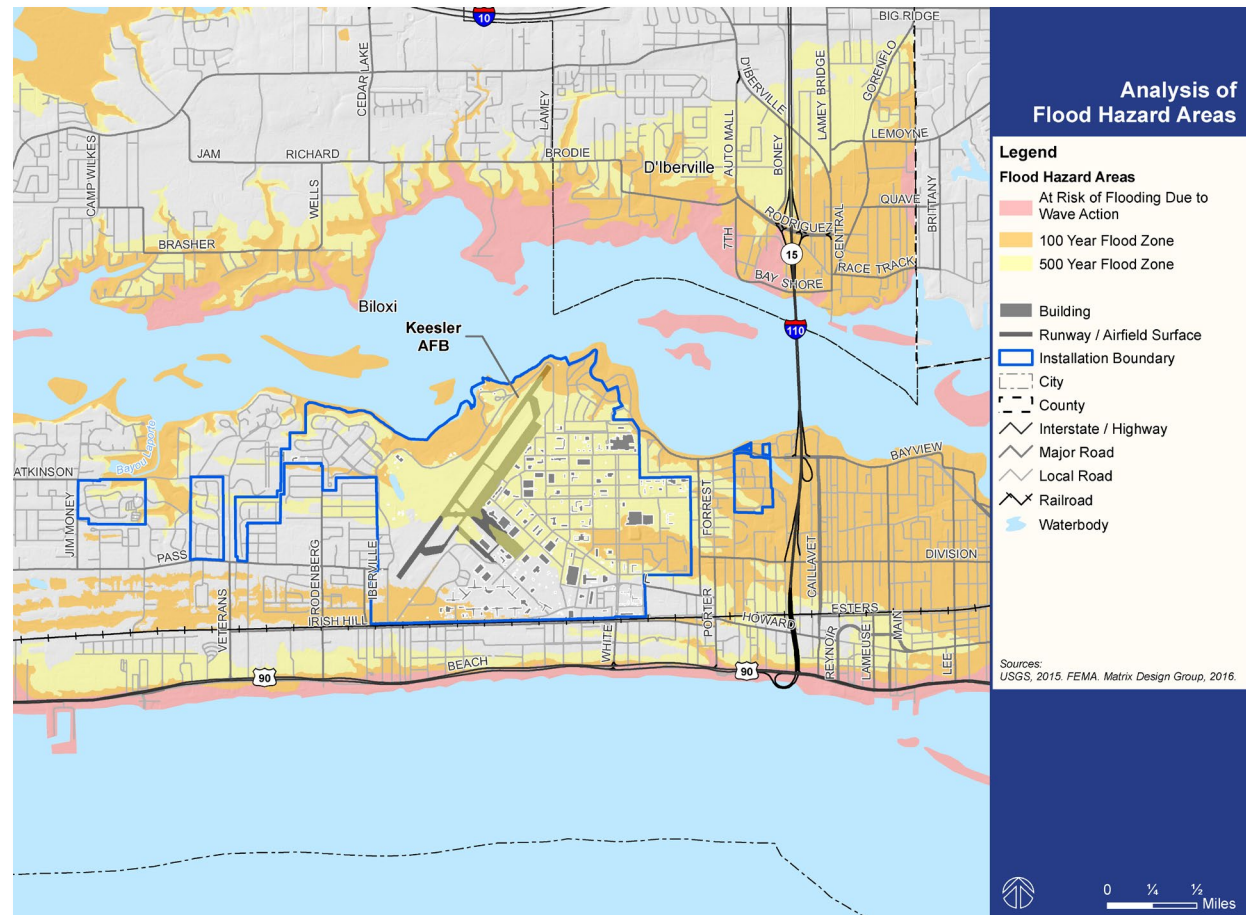 10
BIG RIDGE
CEDAR LAKE
LAMEY
D'IBERVILLE
LAMEY BRIDGE
GORENFLO
AUTO MALL
BONEY
LEMOYNE
CAMP WILKES
JAM
RICHARD
BRODIE
D'Iberville
WELLS
QUAVE
BRITTANY
RODRIGUEZ
7TH
CENTRAL
BRASHER
15
RACE TRACK
BAY SHORE
Biloxi
110
Keesler
AFB
Bayou Laporte
ATKINSON
BAYVIEW
JIM MONEY
PASS
FORREST
DIVISION
VETERANS
RODENBERG
IBERVILLE
CAILLAVET
IRISH HILL
PORTER
ESTERS
HOWARD
WHITE
REYNOIR
LAMEUSE
MAIN
LEE
BEACH
90
90
Analysis of
Flood Hazard Areas
Legend
Flood Hazard Areas
At Risk of Flooding Due to
Wave Action
100 Year Flood Zone
500 Year Flood Zone
Building
Runway / Airfield Surface
Installation Boundary
City
County
Interstate / Highway
Major Road
Local Road
Railroad
Waterbody
Sources:
USGS, 2015. FEMA. Matrix Design Group, 2016.
0 ¼ ½
Miles